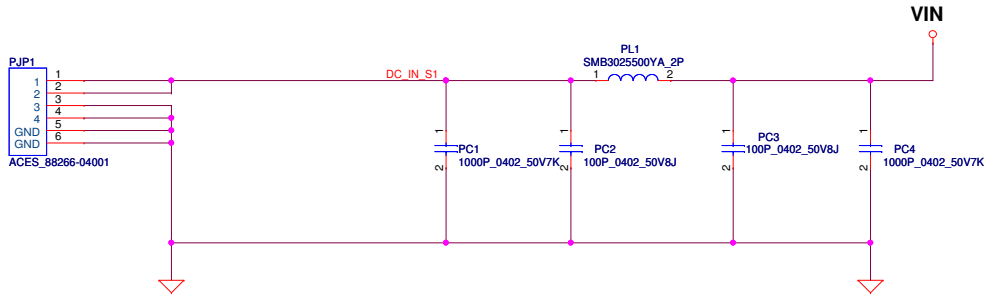 VIN
PJP1
1
2
3
4
GND
GND
1
2
3
4
5
6
ACES_88266-04001
DC_IN_S1
PL1
SMB3025500YA_2P
1
2
1
2
PC1
1000P_0402_50V7K
1
2
PC2
100P_0402_50V8J
1
2
PC3
100P_0402_50V8J
1
2
PC4
1000P_0402_50V7K